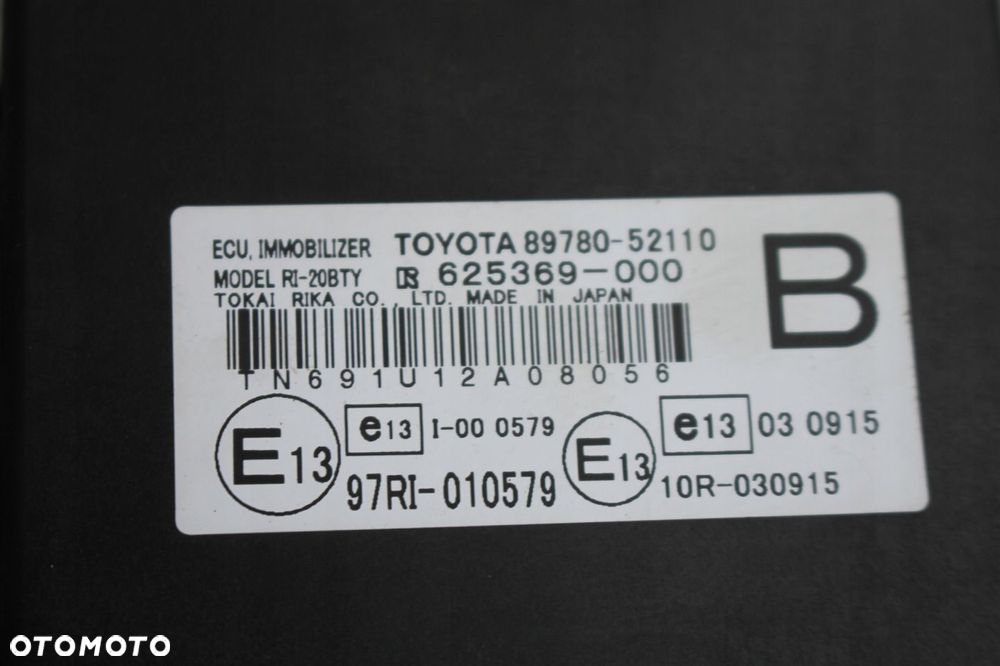 ECU, IMMOBILIZER TOYOTA 89780-52110
MODEL RI-20BTY 625369-000
TOKAI RIKA CO., LTD. MADE IN JAPAN
B
TN691U12A08056
E13 e13 I-00 0579 E13 e13 03 0915
97RI-010579 10R-030915
OTOMOTO